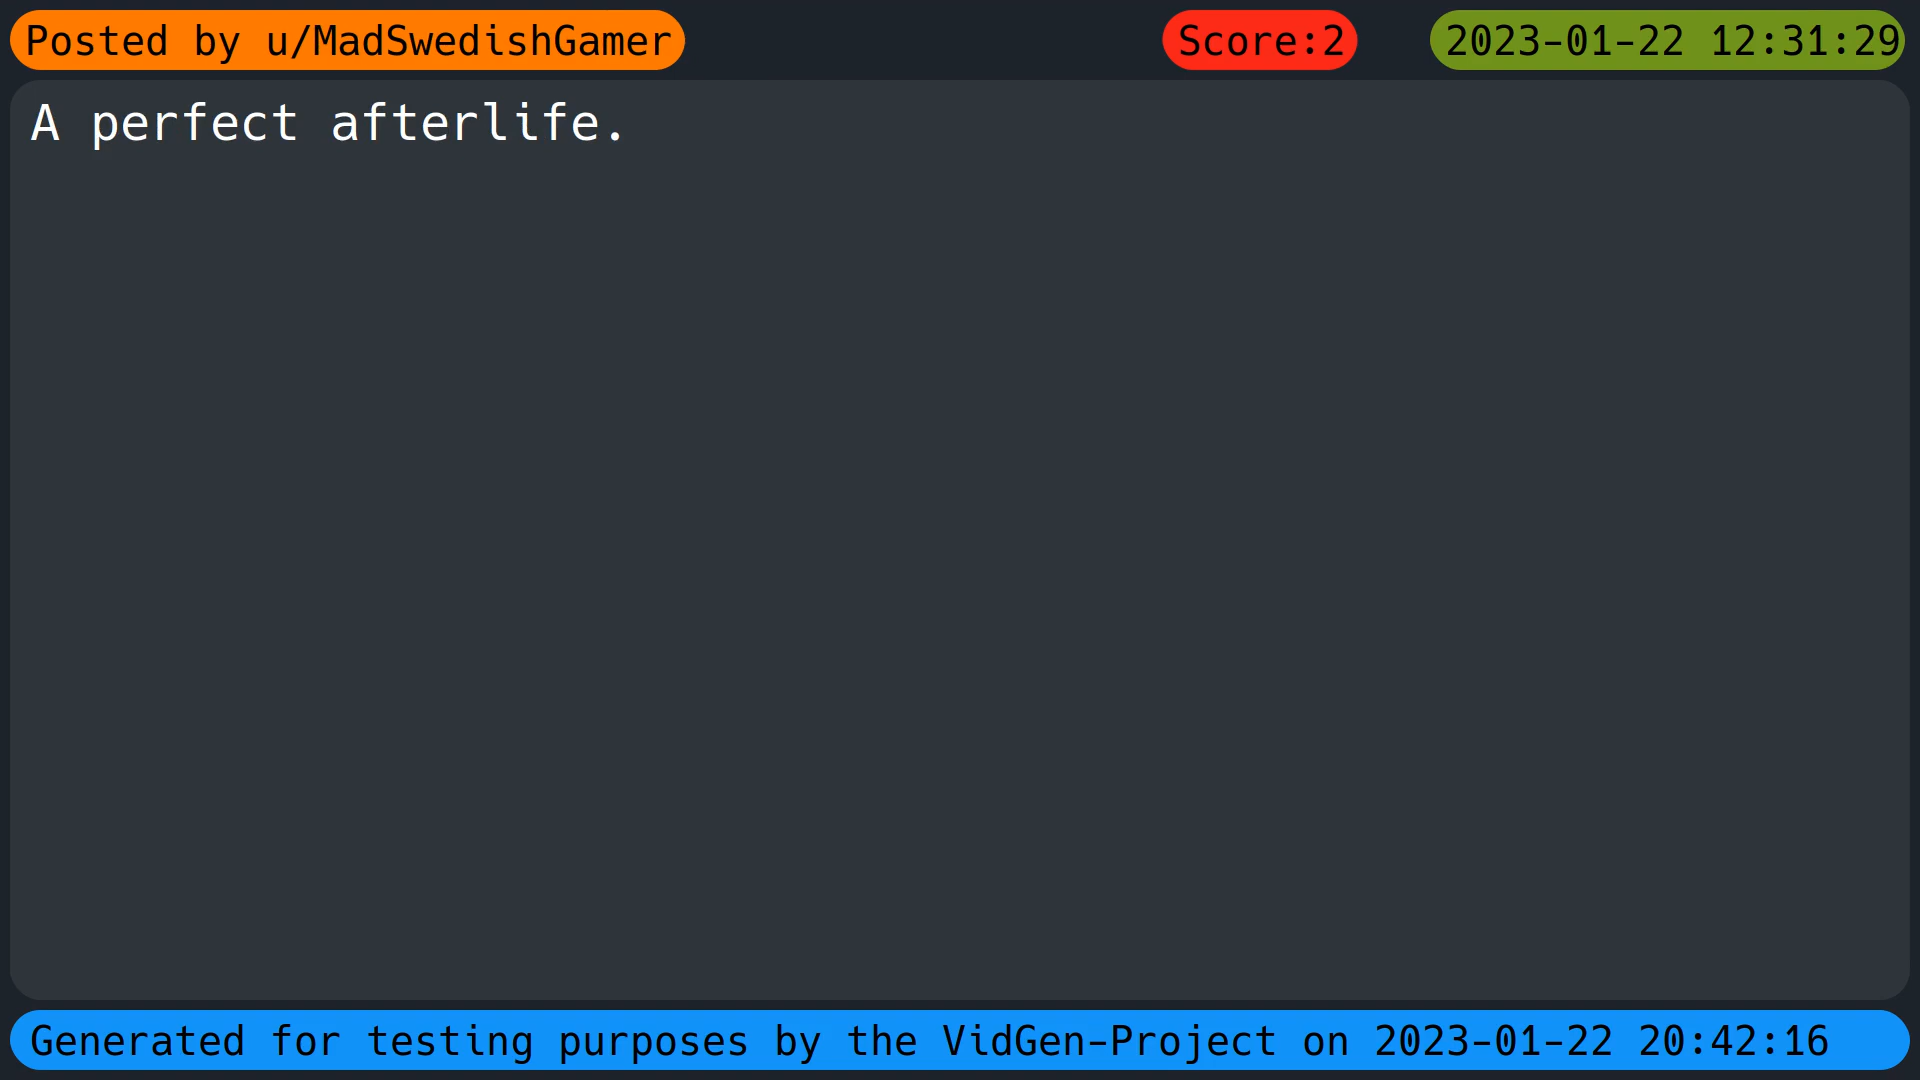 Posted by u/MadSwedishGamer
Score:2
2023-01-22 12:31:29
A perfect afterlife.
Generated for testing purposes by the VidGen-Project on 2023-01-22 20:42:16